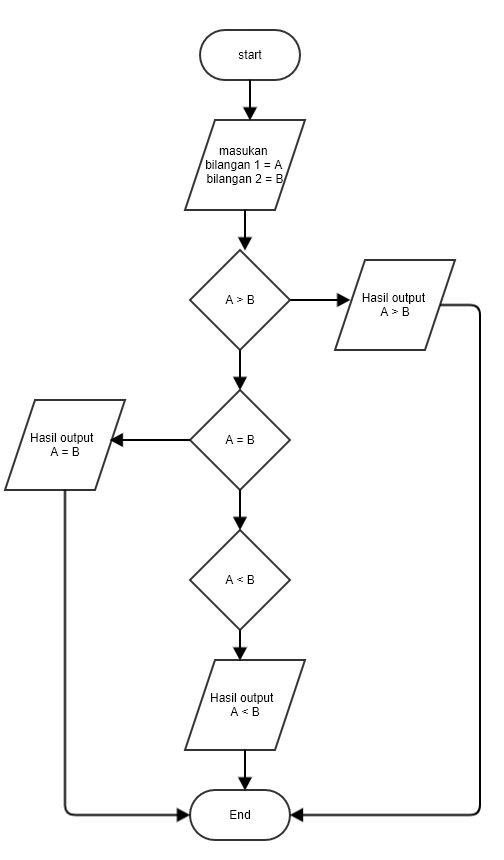 start
masukan
bilangan 1 = A
bilangan 2 = B
A > B
Hasil output
A > B
A = B
Hasil output
A = B
A < B
Hasil output
A < B
End